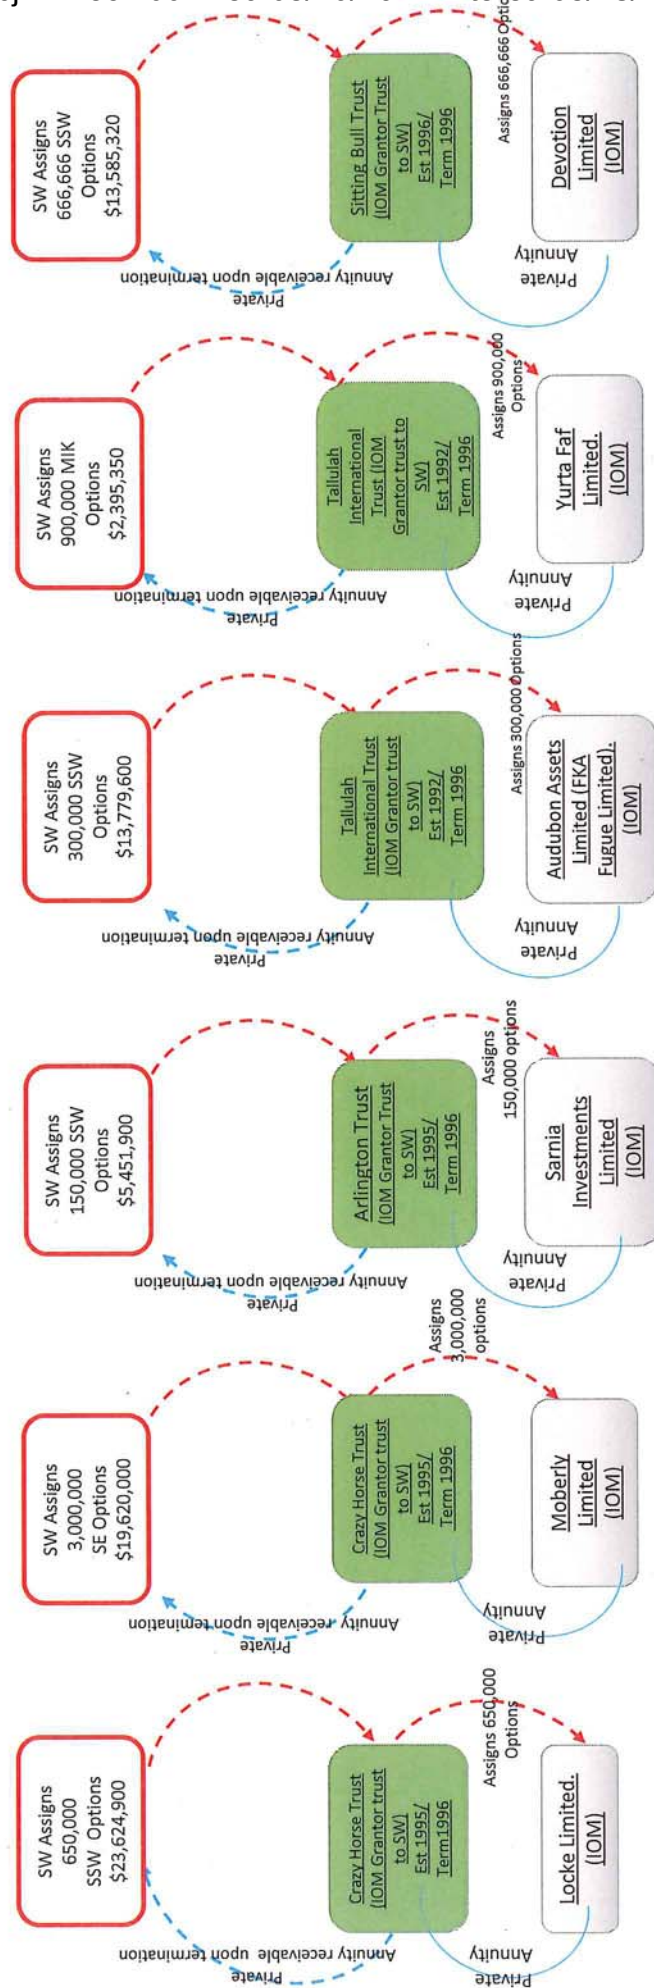 SW Assigns
650,000
SSW Options
$23,624,900
Private
Annuity receivable upon termination
Crazy Horse Trust
(IOM Grantor trust
to SW)
Est 1995/
Term1996
Assigns 650,000
Options
Private
Annuity
Locke Limited.
(IOM)
SW Assigns
3,000,000
SE Options
$19,620,000
Private
Annuity receivable upon termination
Crazy Horse Trust
(IOM Grantor trust
to SW)
Est 1995/
Term 1996
Assigns
3,000,000
options
Private
Annuity
Moberly
Limited
(IOM)
SW Assigns
150,000 SSW
Options
$5,451,900
Private
Annuity receivable upon termination
Arlington Trust
(IOM Grantor Trust
to SW)
Est 1995/
Term 1996
Assigns
150,000 options
Private
Annuity
Sarnia
Investments
Limited
(IOM)
SW Assigns
300,000 SSW
Options
$13,779,600
Private
Annuity receivable upon termination
Tallulah
International Trust
(IOM Grantor trust
to SW)
Est 1992/
Term 1996
Assigns 300,000 Options
Private
Annuity
Audubon Assets
Limited (FKA
Fugue Limited).
(IOM)
SW Assigns
900,000 MIK
Options
$2,395,350
Private
Annuity receivable upon termination
Tallulah
International
Trust (IOM
Grantor trust to
SW)
Est 1992/
Term 1996
Assigns 900,000
Options
Private
Annuity
Yurta Faf
Limited.
(IOM)
SW Assigns
666,666 SSW
Options
$13,585,320
Private
Annuity receivable upon termination
Sitting Bull Trust
(IOM Grantor Trust
to SW)
Est 1996/
Term 1996
Assigns 666,666
Private
Annuity
Devotion
Limited
(IOM)